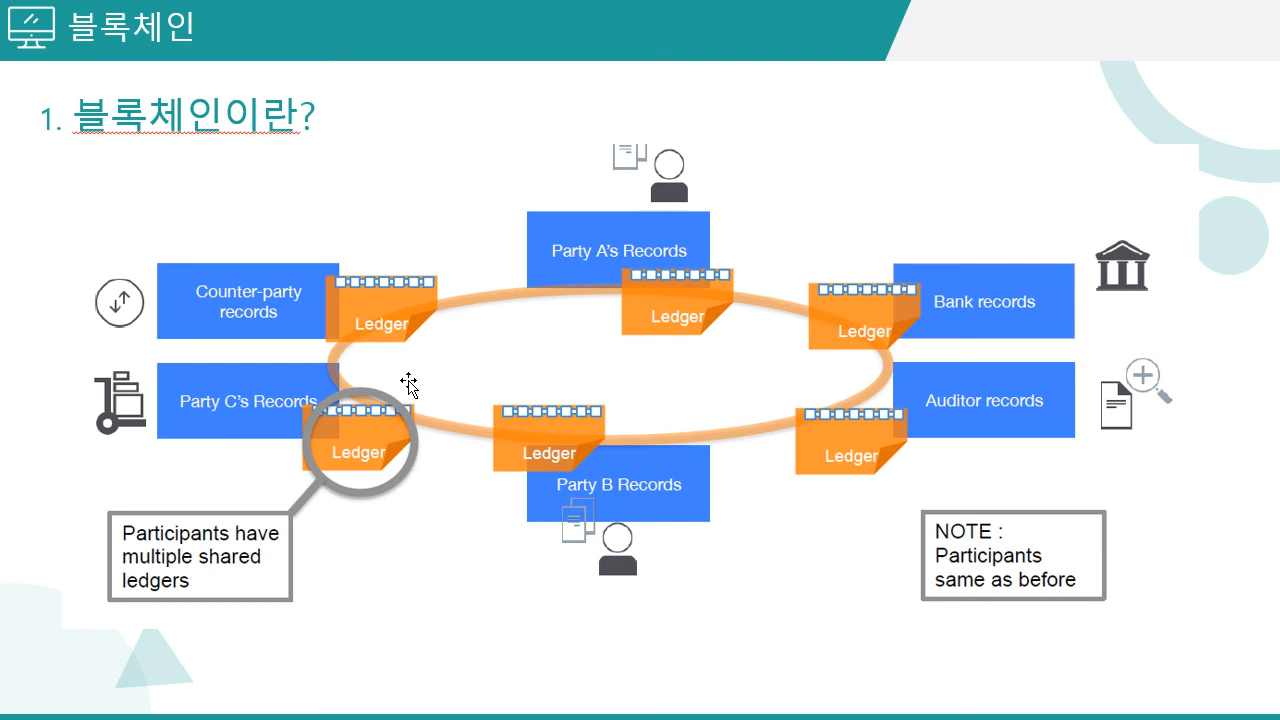 블록체인
1. 블록체인이란?
Party A's Records
Ledger
Counter-party
records
Ledger
Ledger
Bank records
Party C's Records
Ledger
Ledger
Party B Records
Ledger
Auditor records
Participants have
multiple shared
ledgers
NOTE :
Participants
same as before